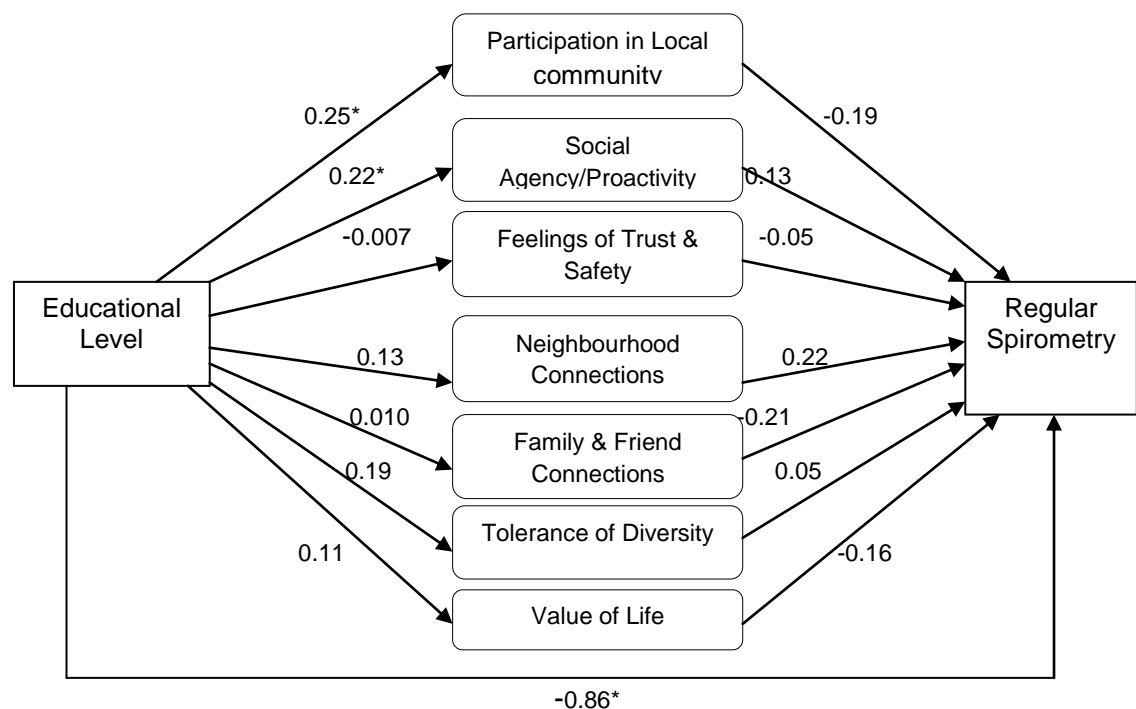 Participation in Local
community
0.25*
-0.19
Social
Agency/Proactivity
0.22*
0.13
-0.007
Feelings of Trust &
Safety
-0.05
Educational
Level
Regular
Spirometry
0.13
Neighbourhood
Connections
0.22
0.010
Family & Friend
Connections
-0.21
0.19
Tolerance of Diversity
0.05
0.11
Value of Life
-0.16
-0.86*